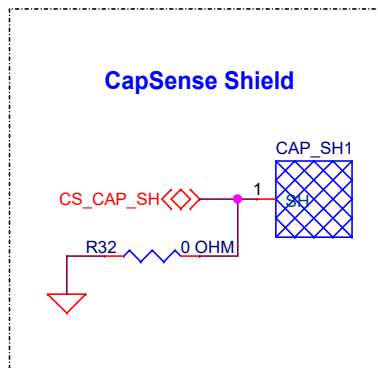 CapSense Shield
CAP_SH1
CS_CAP_SH
1
SH
R32
0 OHM